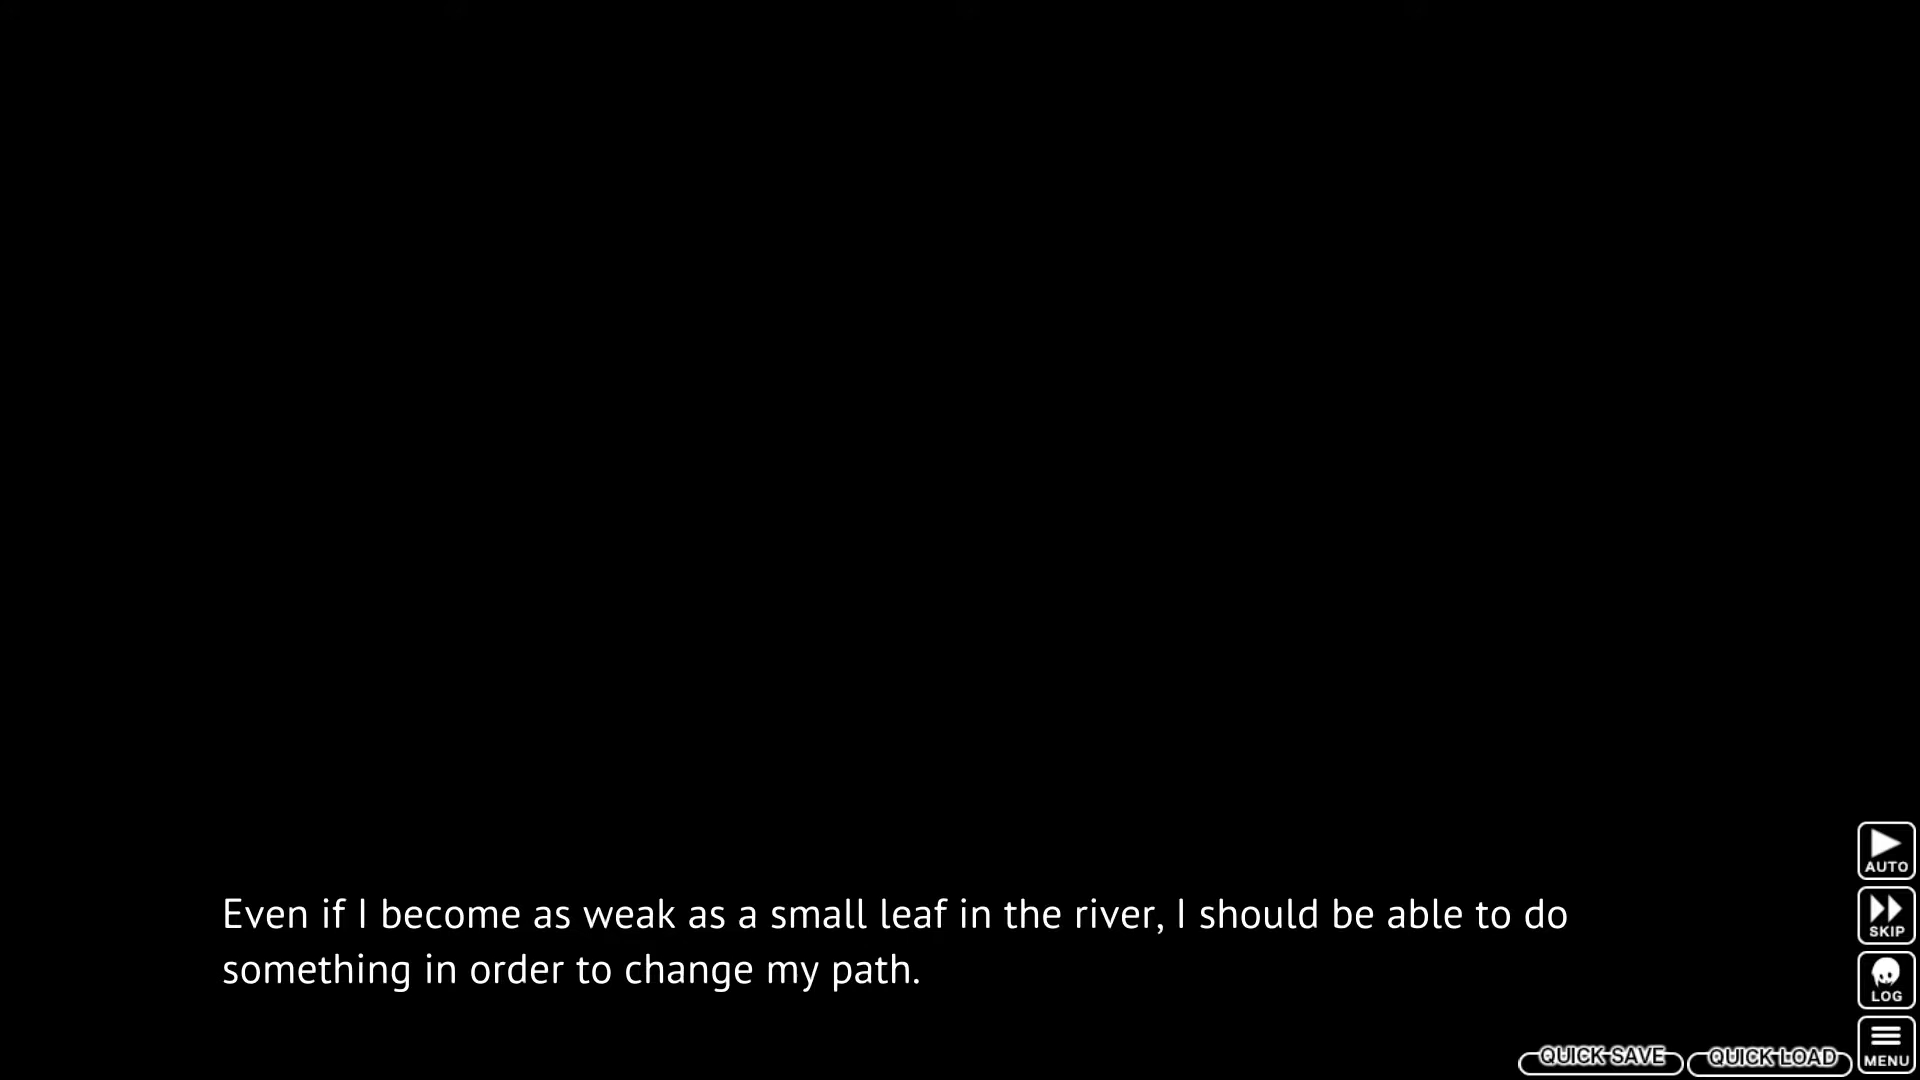 Even if I become as weak as a small leaf in the river, I should be able to do
something in order to change my path.
AUTO
SKIP
LOG
MENU
QUICK SAVE
QUICK LOAD